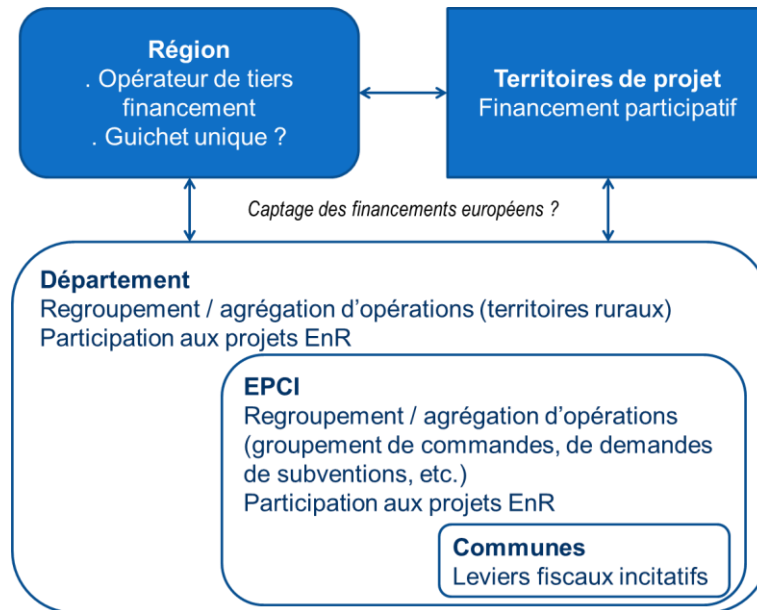 Région
. Opérateur de tiers
financement
. Guichet unique ?
Territoires de projet
Financement participatif
Captage des financements européens ?
Département
Regroupement / agrégation d’opérations (territoires ruraux)
Participation aux projets EnR
EPCI
Regroupement / agrégation d’opérations
(groupement de commandes, de demandes
de subventions, etc.)
Participation aux projets EnR
Communes
Leviers fiscaux incitatifs